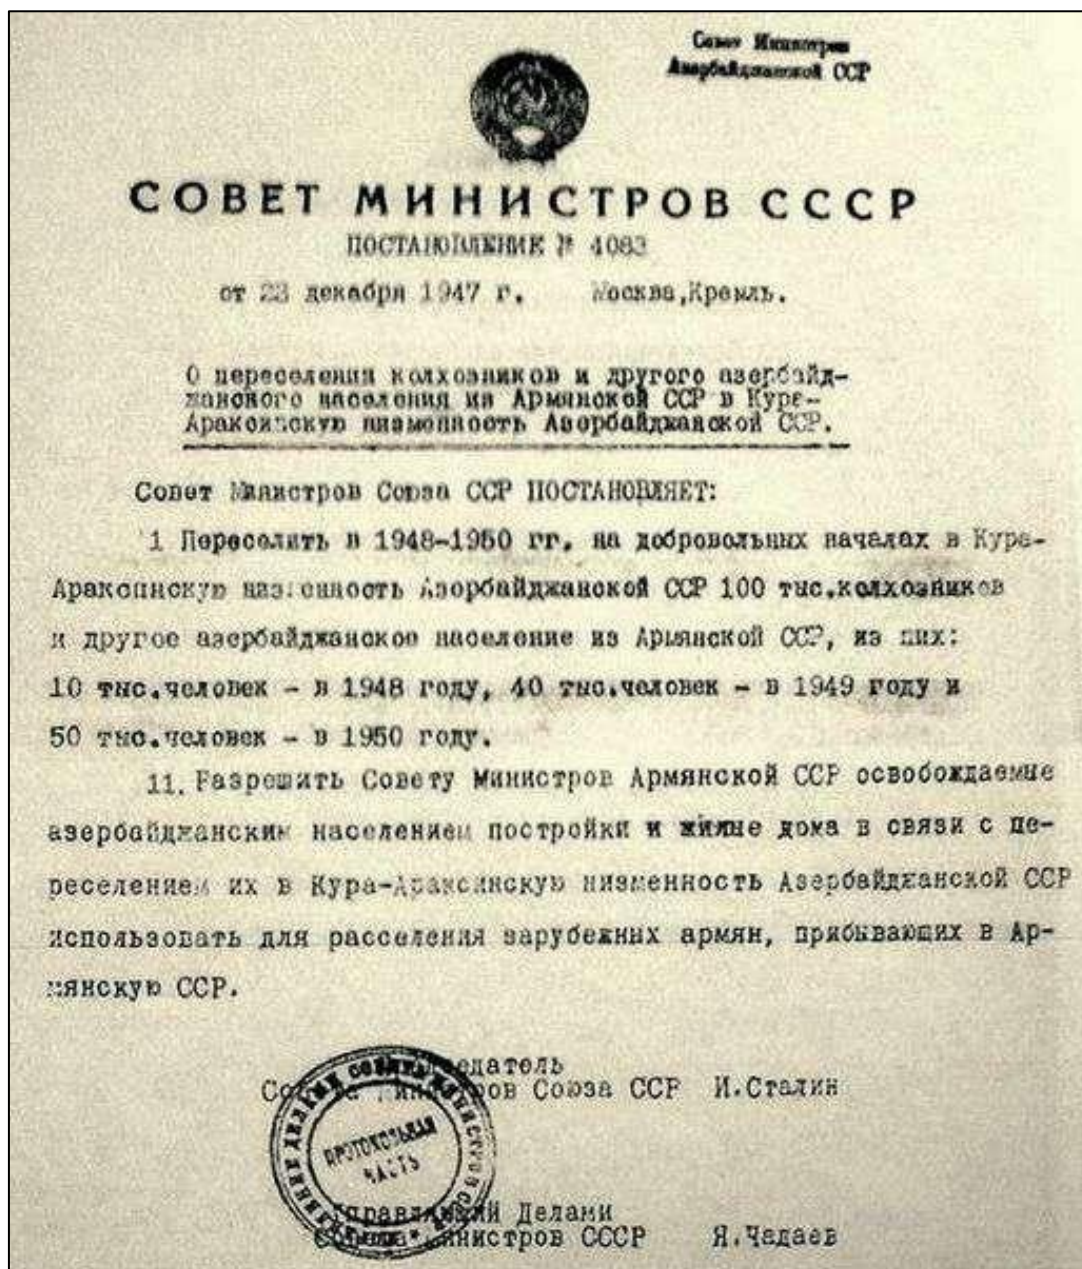 Совет Министров
Азербайджанской ССР
СОВЕТ МИНИСТРОВ СССР
ПОСТАНОВЛЕНИЕ № 4083
от 23 декабря 1947 г. Москва,Кремль.
О переселении колхозников и другого азербайд-
жанского населения из Армянской ССР в Кура-
Араксинскую низменность Азербайджанской ССР.
Совет Министров Союза ССР ПОСТАНОВЛЯЕТ:
1 Переселить в 1948-1950 гг. на добровольных началах в Кура-
Араксинскую низменность Азербайджанской ССР 100 тыс.колхозников
и другое азербайджанское население из Армянской ССР, из них:
10 тыс.человек - в 1948 году, 40 тыс.человек - в 1949 году и
50 тыс.человек - в 1950 году.
11. Разрешить Совету Министров Армянской ССР освобождаемые
азербайджанским населением постройки и жилые дома в связи с пе-
реселением их в Кура-Араксинскую низменность Азербайджанской ССР
использовать для расселения зарубежных армян, прибывающих в Ар-
мянскую ССР.
Председатель
Совета Министров Союза ССР И.Сталин
ПРОТОКОЛЬНАЯ
ЧАСТЬ
Управляющий Делами
Совета Министров СССР Я.Чадаев